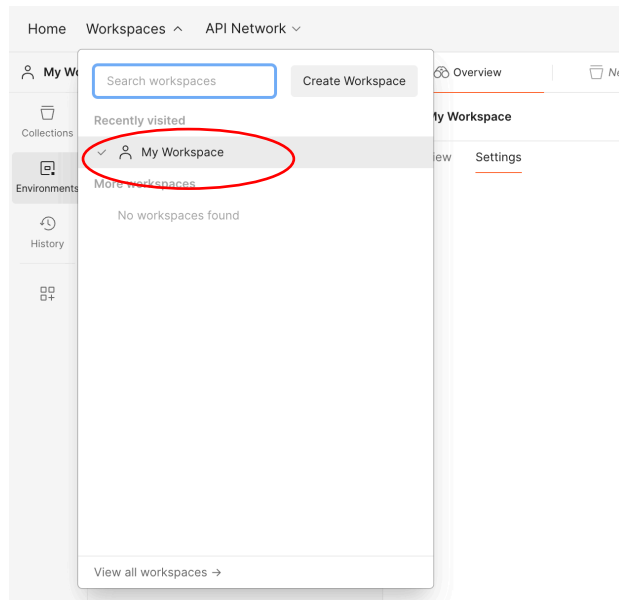 Home Workspaces API Network
My Wo
Search workspaces Create Workspace Overview Ne
Recently visited My Workspace
Collections
My Workspace iew Settings
Environments More workspaces
No workspaces found
History
View all workspaces →